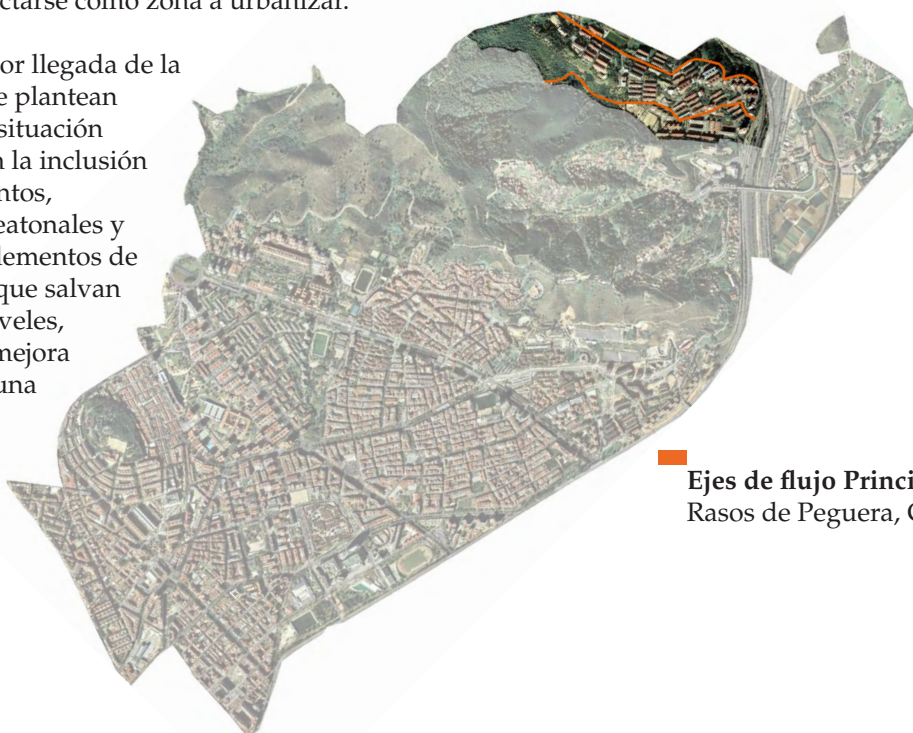 ctarse como zona a urbanizar.
or llegada de la
e plantean
situación
n la inclusión
ntos,
eatonales y
lementos de
que salvan
veles,
mejora
una
Ejes de flujo Princi
Rasos de Peguera, C